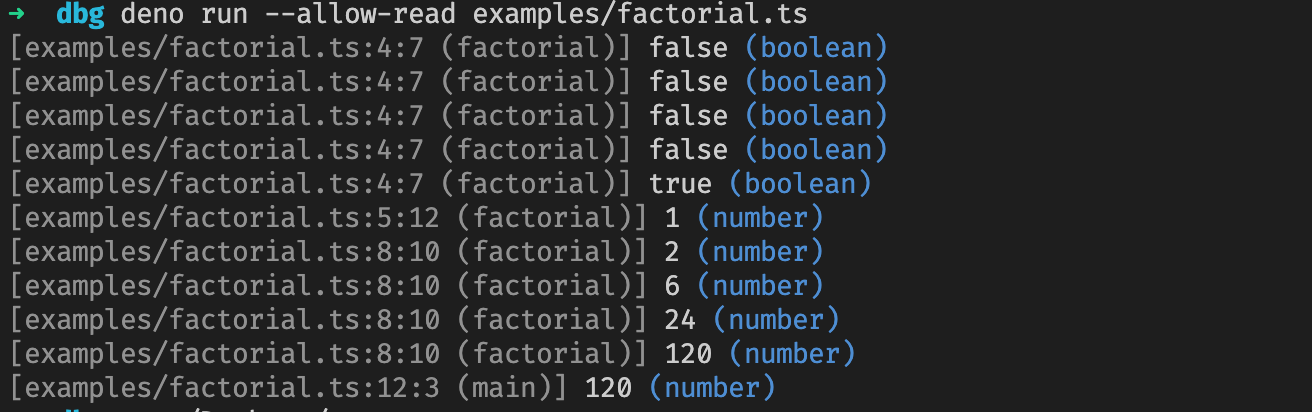 ➜ dbg deno run --allow-read examples/factorial.ts
[examples/factorial.ts:4:7 (factorial)] false (boolean)
[examples/factorial.ts:4:7 (factorial)] false (boolean)
[examples/factorial.ts:4:7 (factorial)] false (boolean)
[examples/factorial.ts:4:7 (factorial)] false (boolean)
[examples/factorial.ts:4:7 (factorial)] true (boolean)
[examples/factorial.ts:5:12 (factorial)] 1 (number)
[examples/factorial.ts:8:10 (factorial)] 2 (number)
[examples/factorial.ts:8:10 (factorial)] 6 (number)
[examples/factorial.ts:8:10 (factorial)] 24 (number)
[examples/factorial.ts:8:10 (factorial)] 120 (number)
[examples/factorial.ts:12:3 (main)] 120 (number)